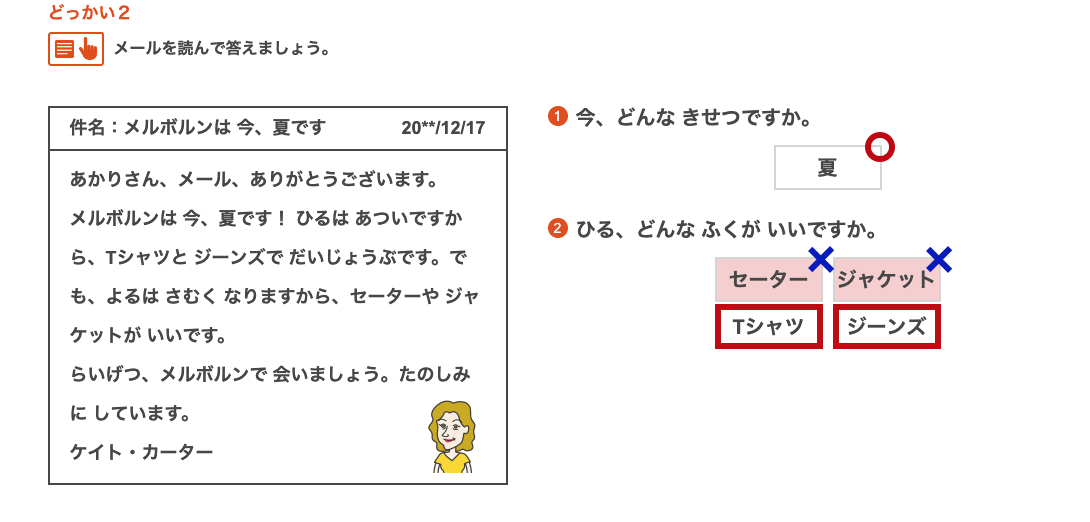 どっかい２
メールを読んで答えましょう。
件名：メルボルンは 今、夏です 20**/12/17
あかりさん、メール、ありがとうございます。
メルボルンは 今、夏です！ ひるは あついですか
ら、Tシャツと ジーンズで だいじょうぶです。で
も、よるは さむく なりますから、セーターや ジャ
ケットが いいです。
らいげつ、メルボルンで 会いましょう。たのしみ
に しています。
ケイト・カーター
1 今、どんな きせつですか。
夏
2 ひる、どんな ふくが いいですか。
セーター ジャケット
Tシャツ ジーンズ